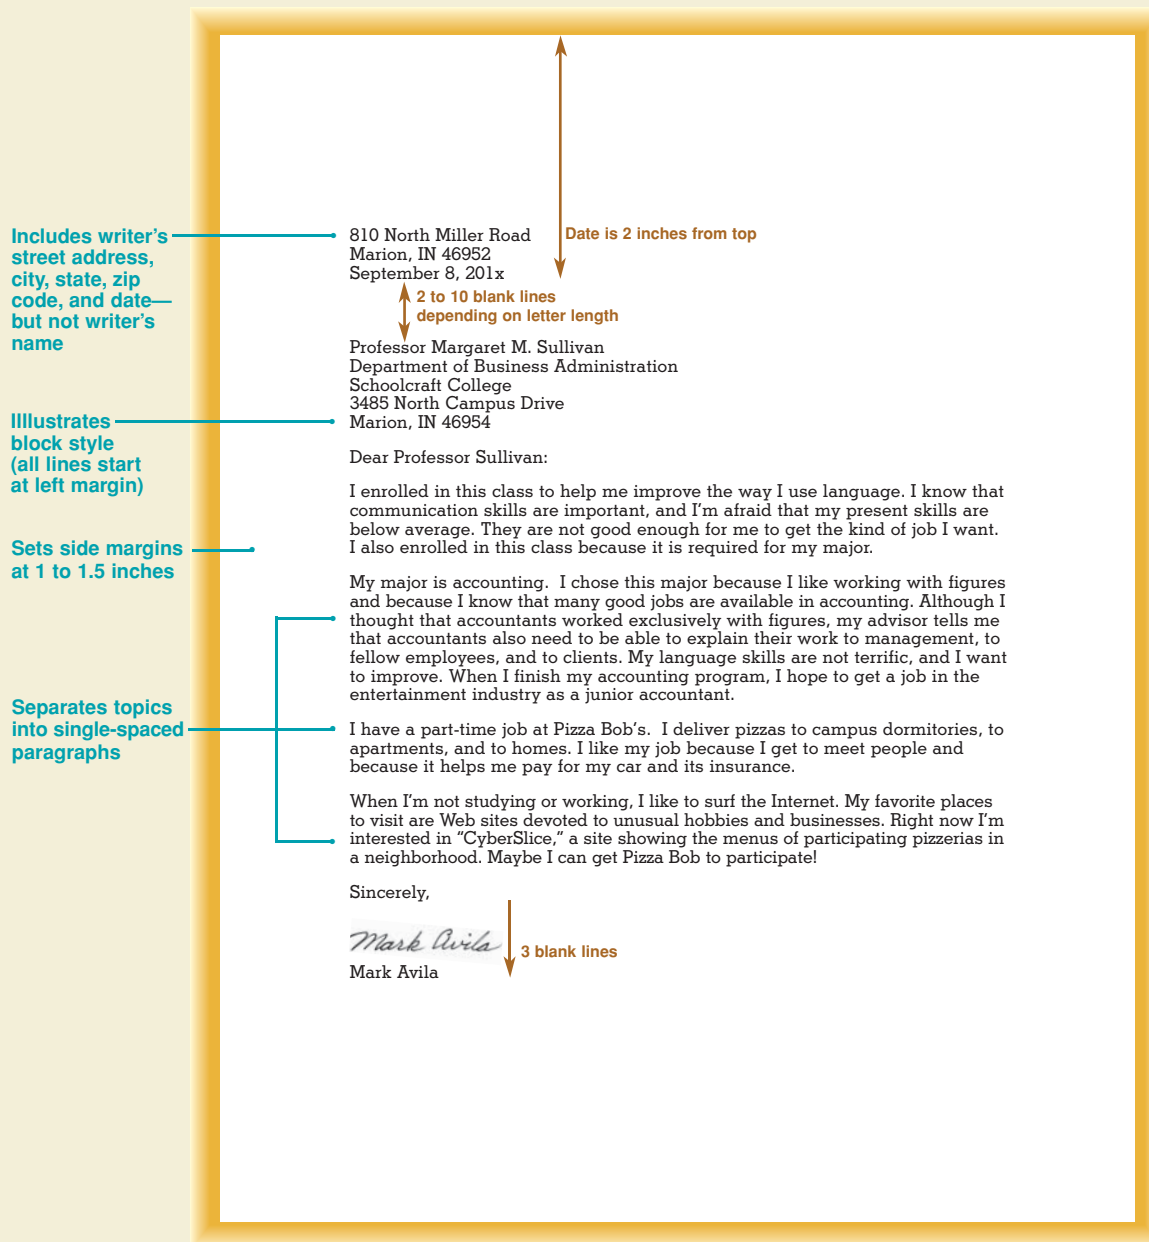 Date is 2 inches from top
Includes writer’s
street address,
city, state, zip
code, and date—
but not writer’s
name
810 North Miller Road
Marion, IN 46952
September 8, 201x
2 to 10 blank lines
depending on letter length
Professor Margaret M. Sullivan
Department of Business Administration
Schoolcraft College
3485 North Campus Drive
Marion, IN 46954
Illlustrates
block style
(all lines start
at left margin)
Dear Professor Sullivan:
I enrolled in this class to help me improve the way I use language. I know that
communication skills are important, and I’m afraid that my present skills are
below average. They are not good enough for me to get the kind of job I want.
I also enrolled in this class because it is required for my major.
Sets side margins
at 1 to 1.5 inches
My major is accounting.  I chose this major because I like working with figures
and because I know that many good jobs are available in accounting. Although I
thought that accountants worked exclusively with figures, my advisor tells me
that accountants also need to be able to explain their work to management, to
fellow employees, and to clients. My language skills are not terrific, and I want
to improve. When I finish my accounting program, I hope to get a job in the
entertainment industry as a junior accountant.
Separates topics
into single-spaced
paragraphs
I have a part-time job at Pizza Bob’s.  I deliver pizzas to campus dormitories, to
apartments, and to homes. I like my job because I get to meet people and
because it helps me pay for my car and its insurance.
When I’m not studying or working, I like to surf the Internet. My favorite places
to visit are Web sites devoted to unusual hobbies and businesses. Right now I’m
interested in “CyberSlice,” a site showing the menus of participating pizzerias in
a neighborhood. Maybe I can get Pizza Bob to participate!
Sincerely,
Mark Avila
3 blank lines
Mark Avila